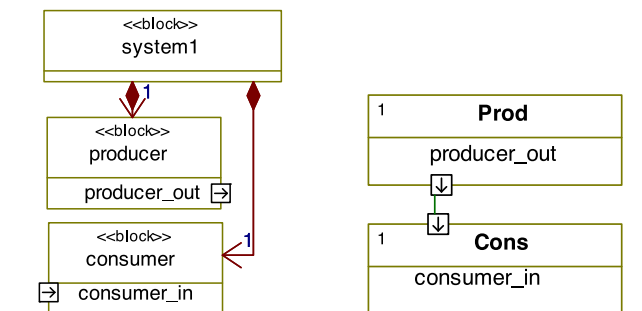 <<block>>
system1
1
<<block>>
producer
producer_out
<<block>>
1
consumer
consumer_in
1
Prod
producer_out
1
Cons
consumer_in